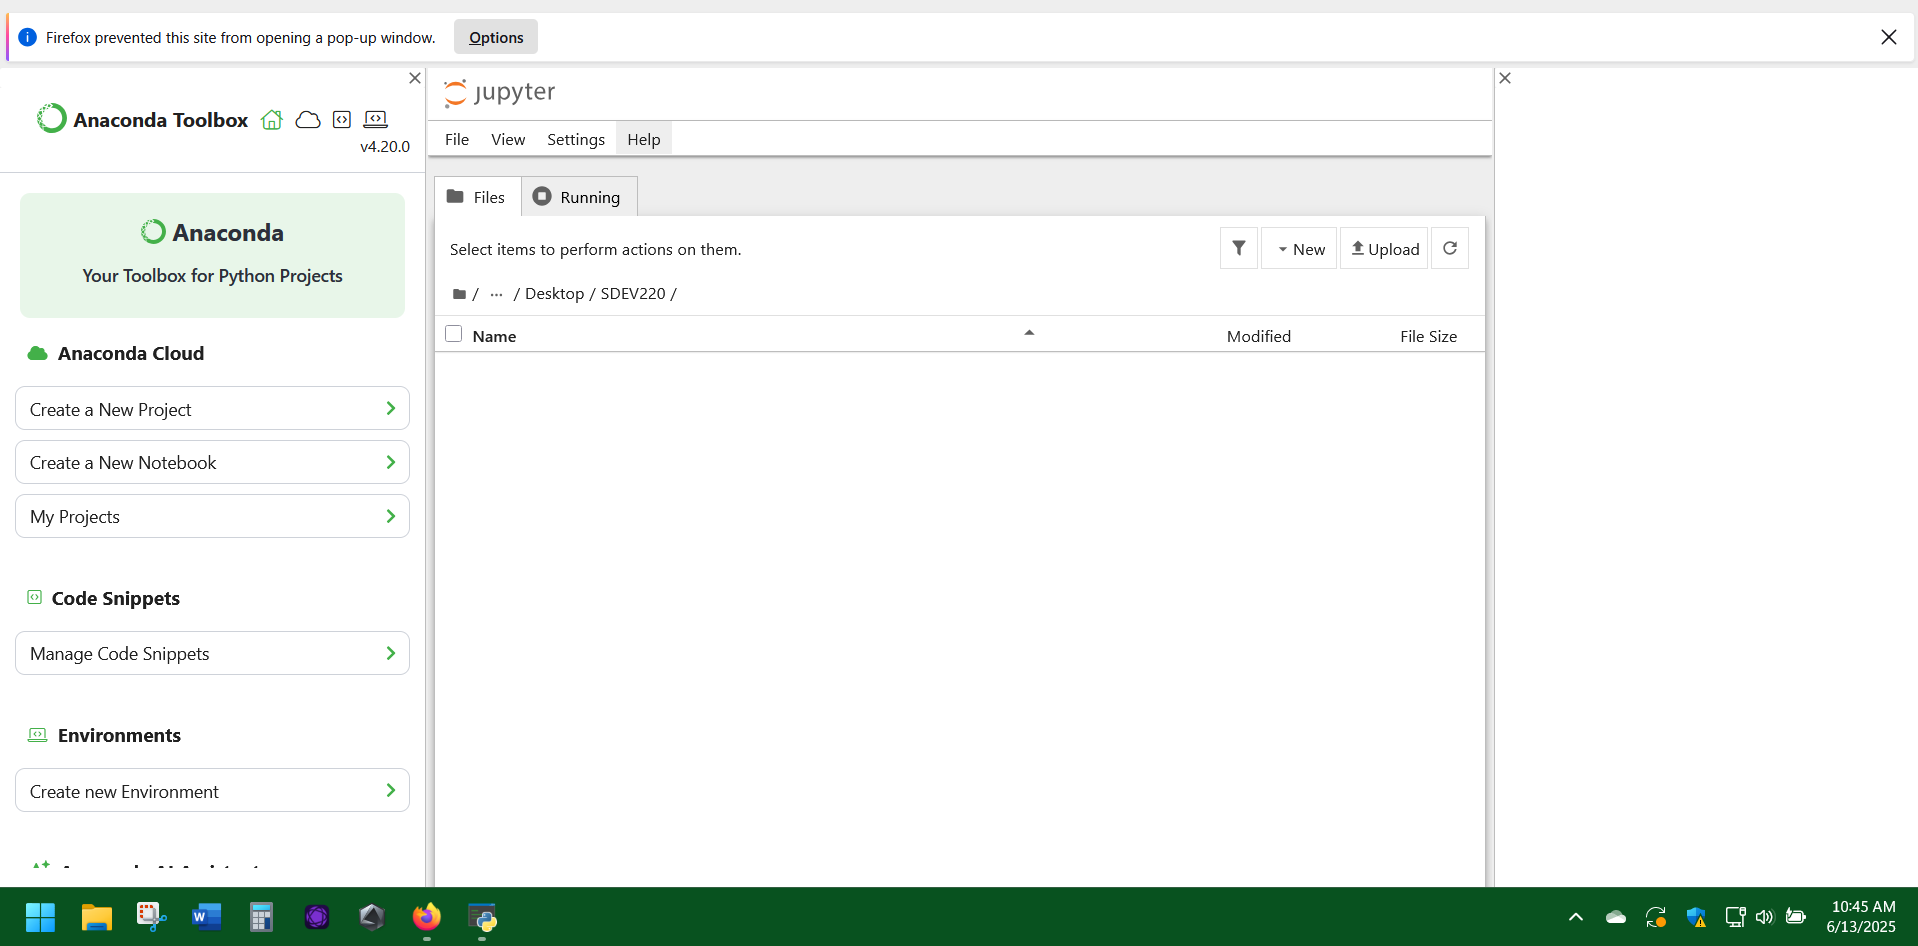 Firefox prevented this site from opening a pop-up window. Options
Anaconda Toolbox
v4.20.0
Anaconda
Your Toolbox for Python Projects
Anaconda Cloud
Create a New Project
Create a New Notebook
My Projects
Code Snippets
Manage Code Snippets
Environments
Create new Environment
jupyter
File View Settings Help
Files Running
Select items to perform actions on them.
New Upload
/ ... / Desktop / SDEV220 /
Name Modified File Size
10:45 AM
6/13/2025